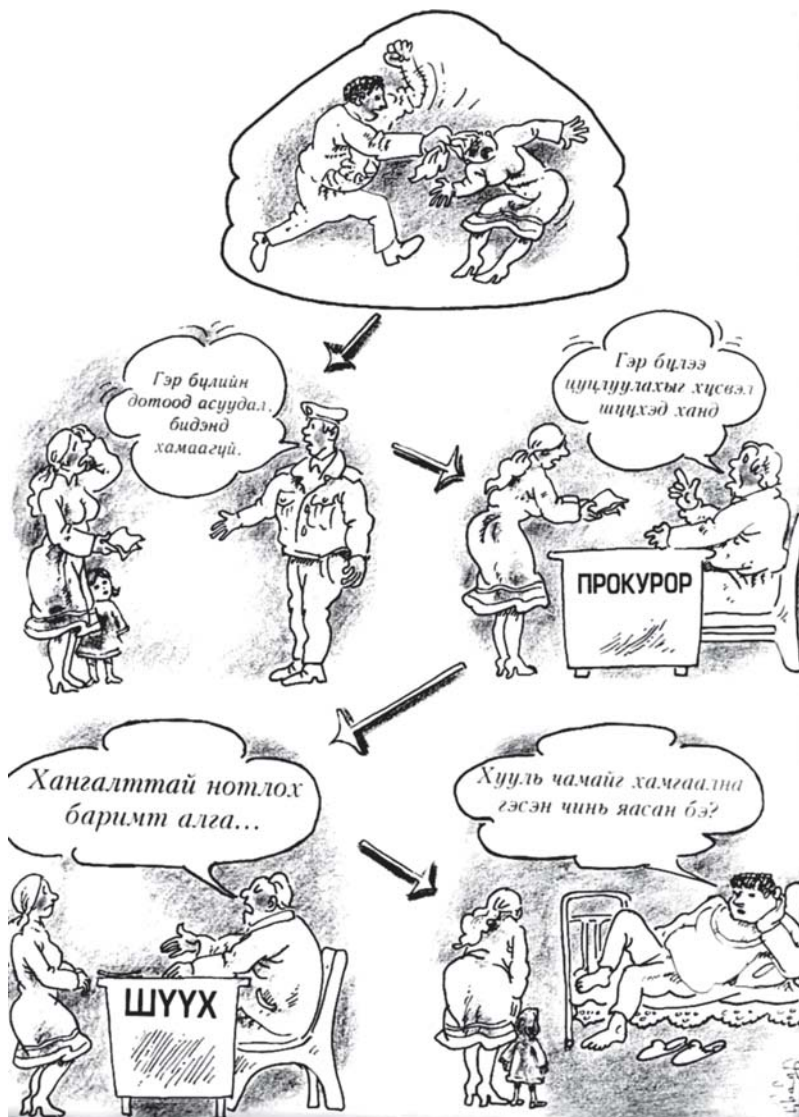 Гэр бүлийн
дотоод асуудал,
бидэнд
хамаагүй.
Гэр бүлээ
цуцлуулахыг хүсвэл
шүүхэд ханд
ПРОКУРОР
Хангалттай нотлох
баримт алга...
Хууль чамайг хамгаална
гэсэн чинь яасан бэ?
ШҮҮХ